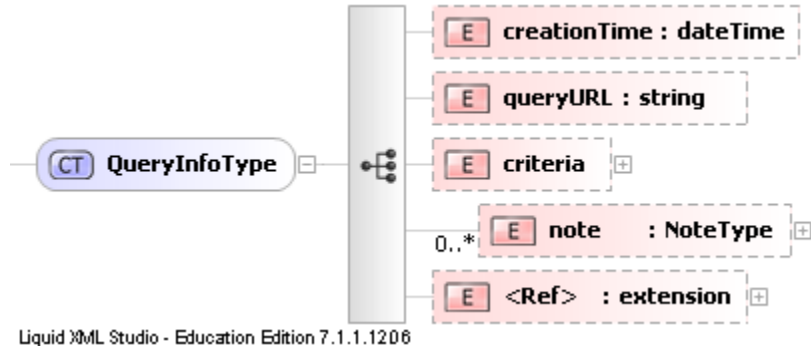 E creationTime : dateTime
E queryURL : string
CT QueryInfoType
E criteria
0..* E note : NoteType
E <Ref> : extension
Liquid XML Studio - Education Edition 7.1.1.1206